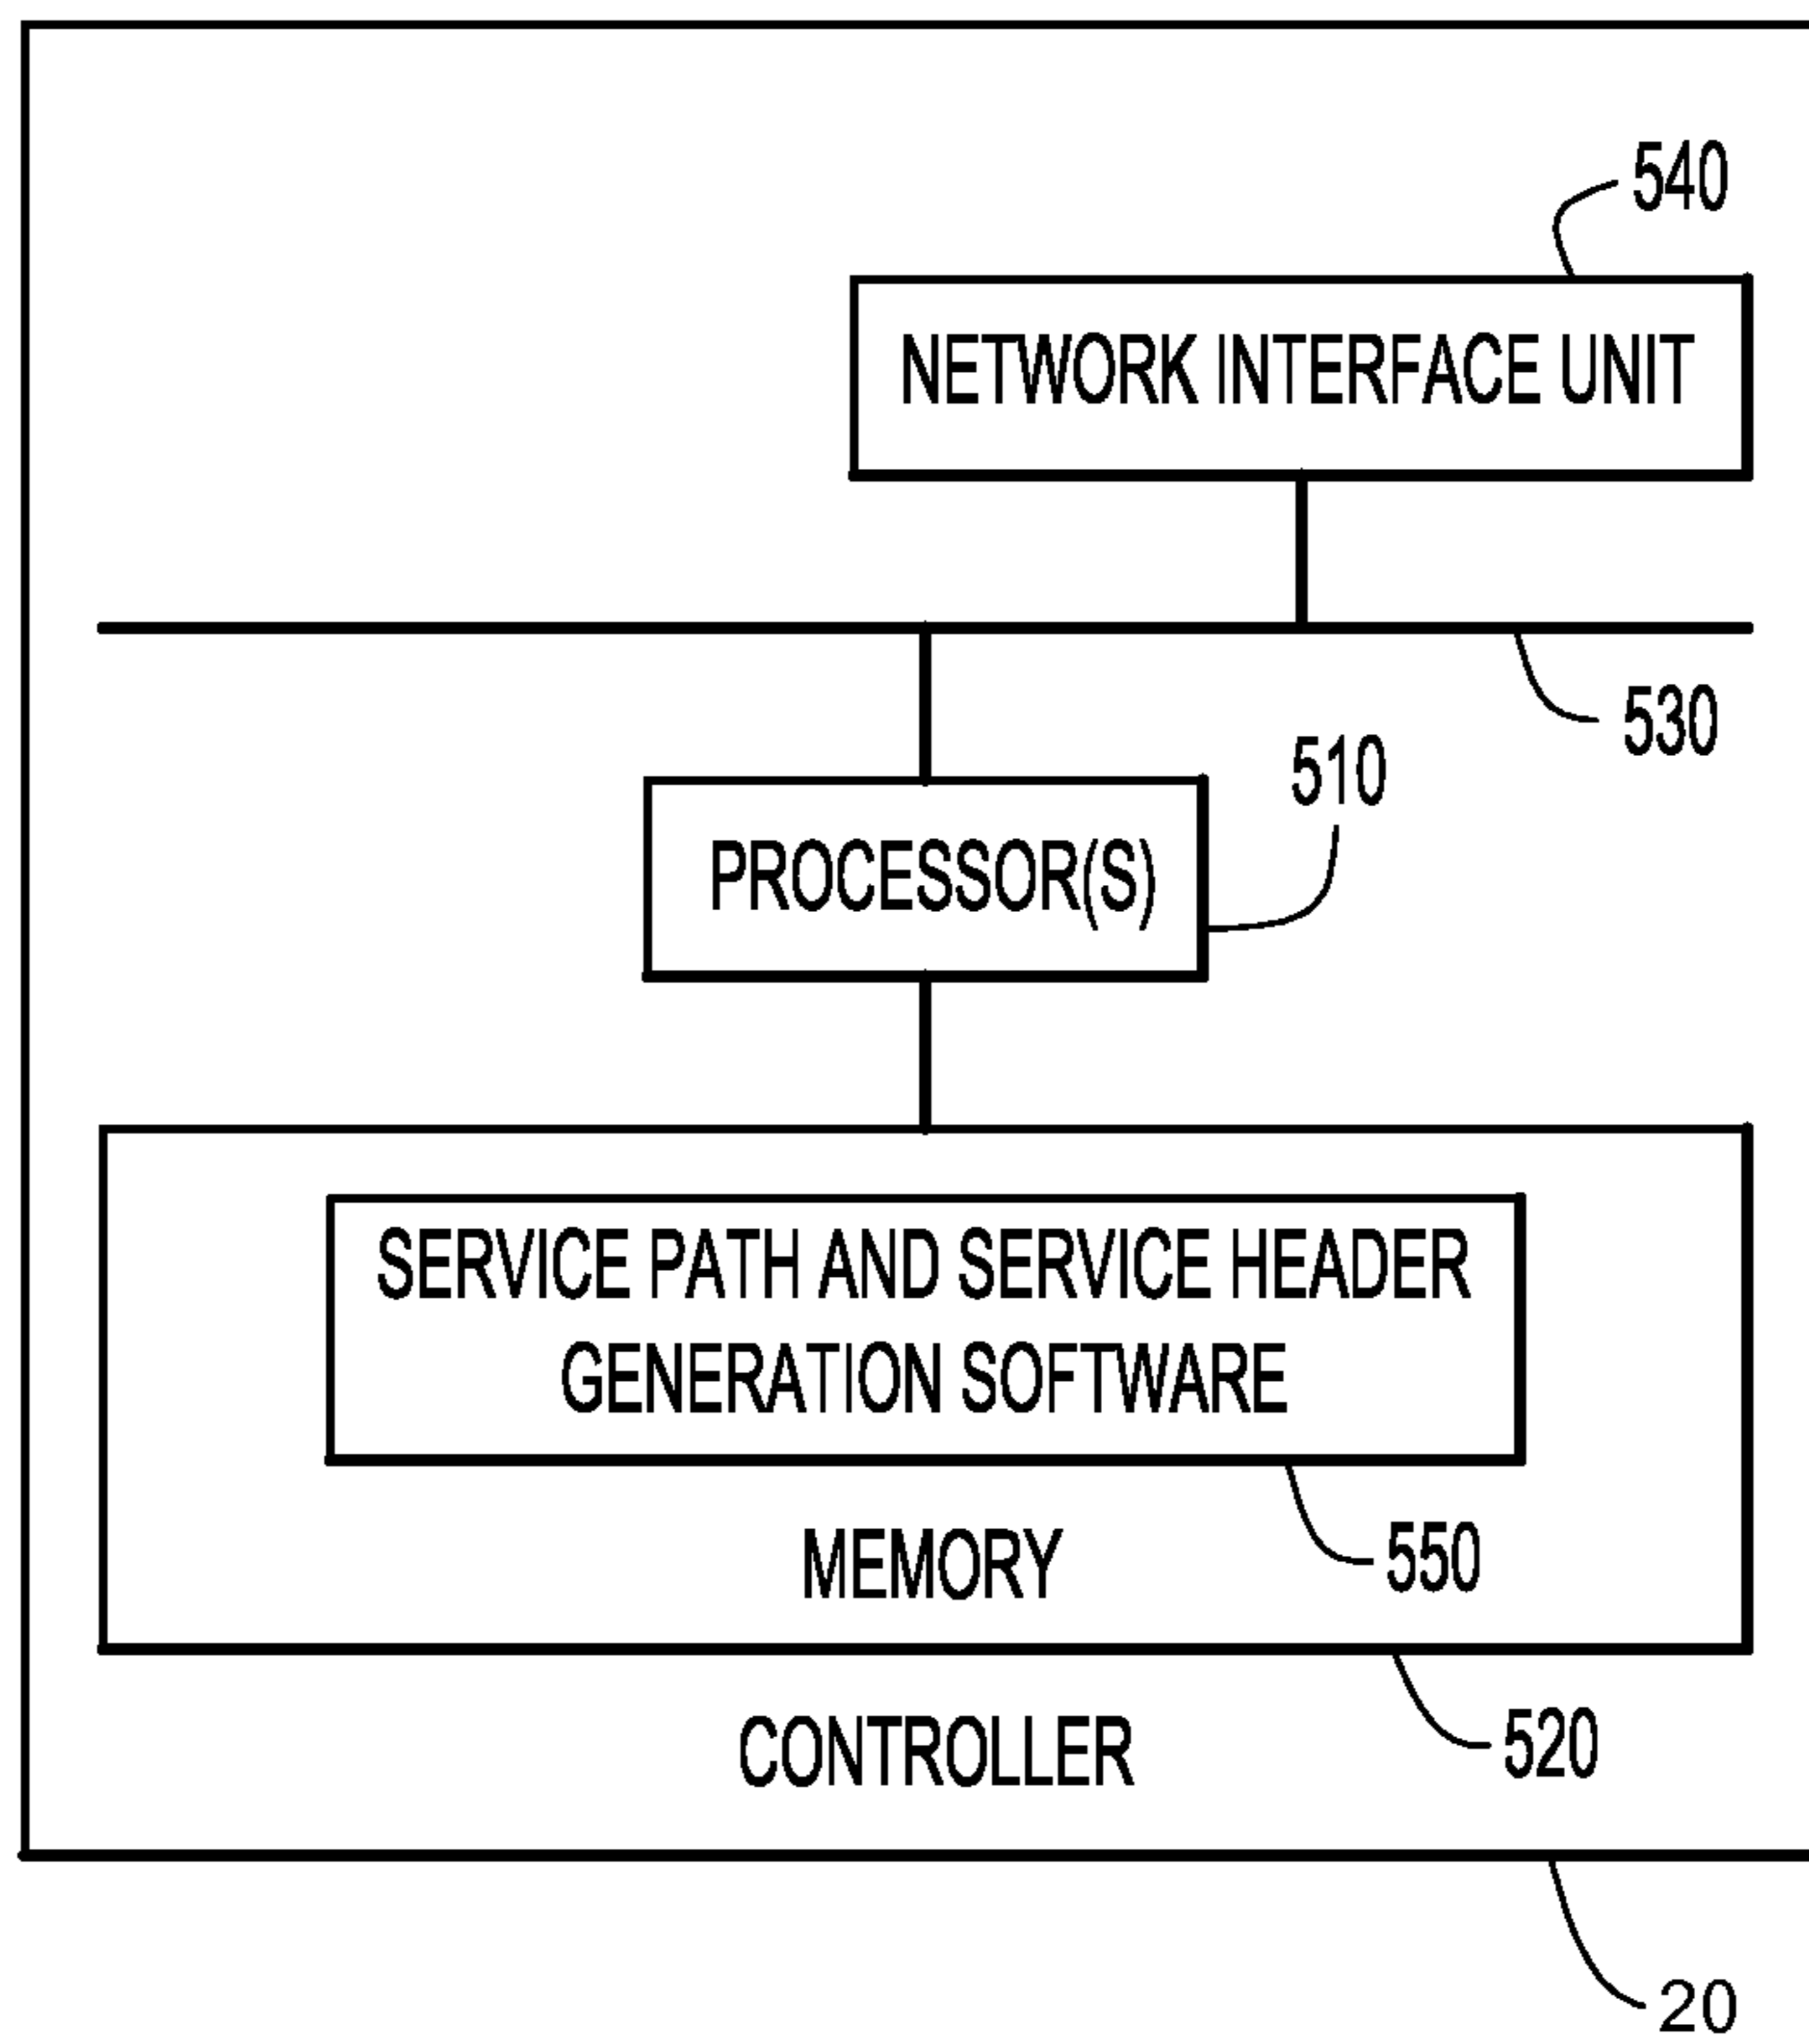 540
NETWORK INTERFACE UNIT
530
510
PROCESSOR(S)
SERVICE PATH AND SERVICE HEADER
GENERATION SOFTWARE
550
MEMORY
520
CONTROLLER
20